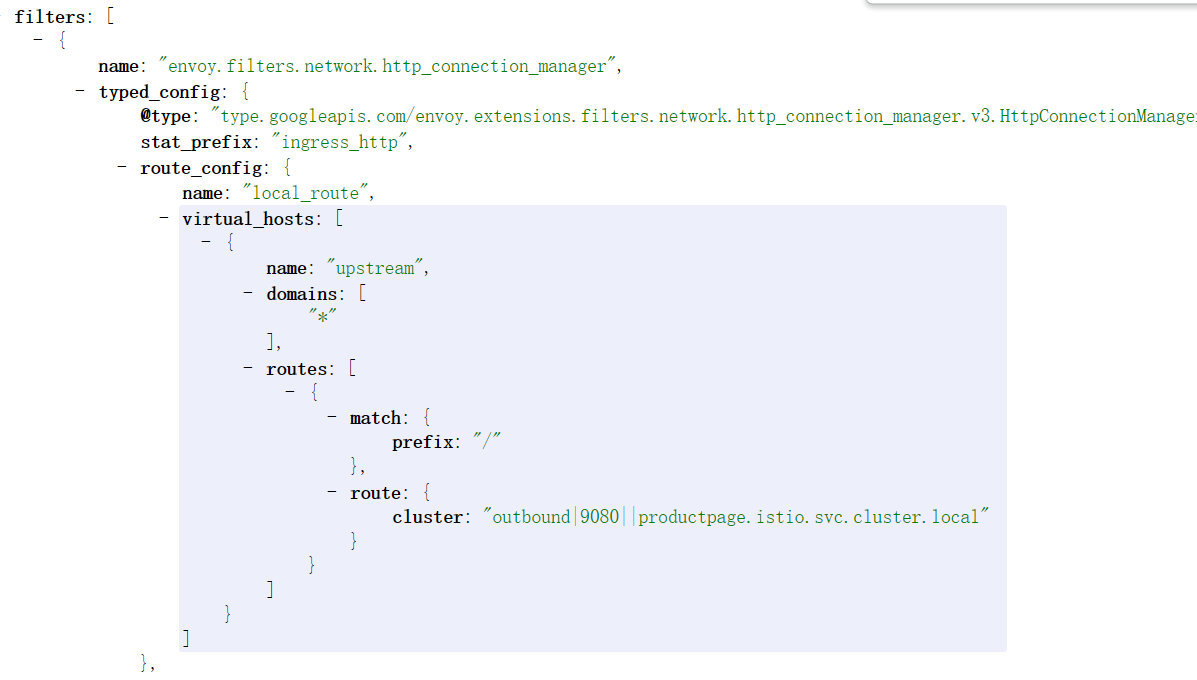 filters: [
- {
name: "envoy.filters.network.http_connection_manager",
- typed_config: {
@type: "type.googleapis.com/envoy.extensions.filters.network.http_connection_manager.v3.HttpConnectionManage
stat_prefix: "ingress_http",
- route_config: {
name: "local_route",
- virtual_hosts: [
- {
name: "upstream",
- domains: [
"*"
],
- routes: [
- {
- match: {
prefix: "/"
},
- route: {
cluster: "outbound|9080||productpage.istio.svc.cluster.local"
}
}
]
}
]
},